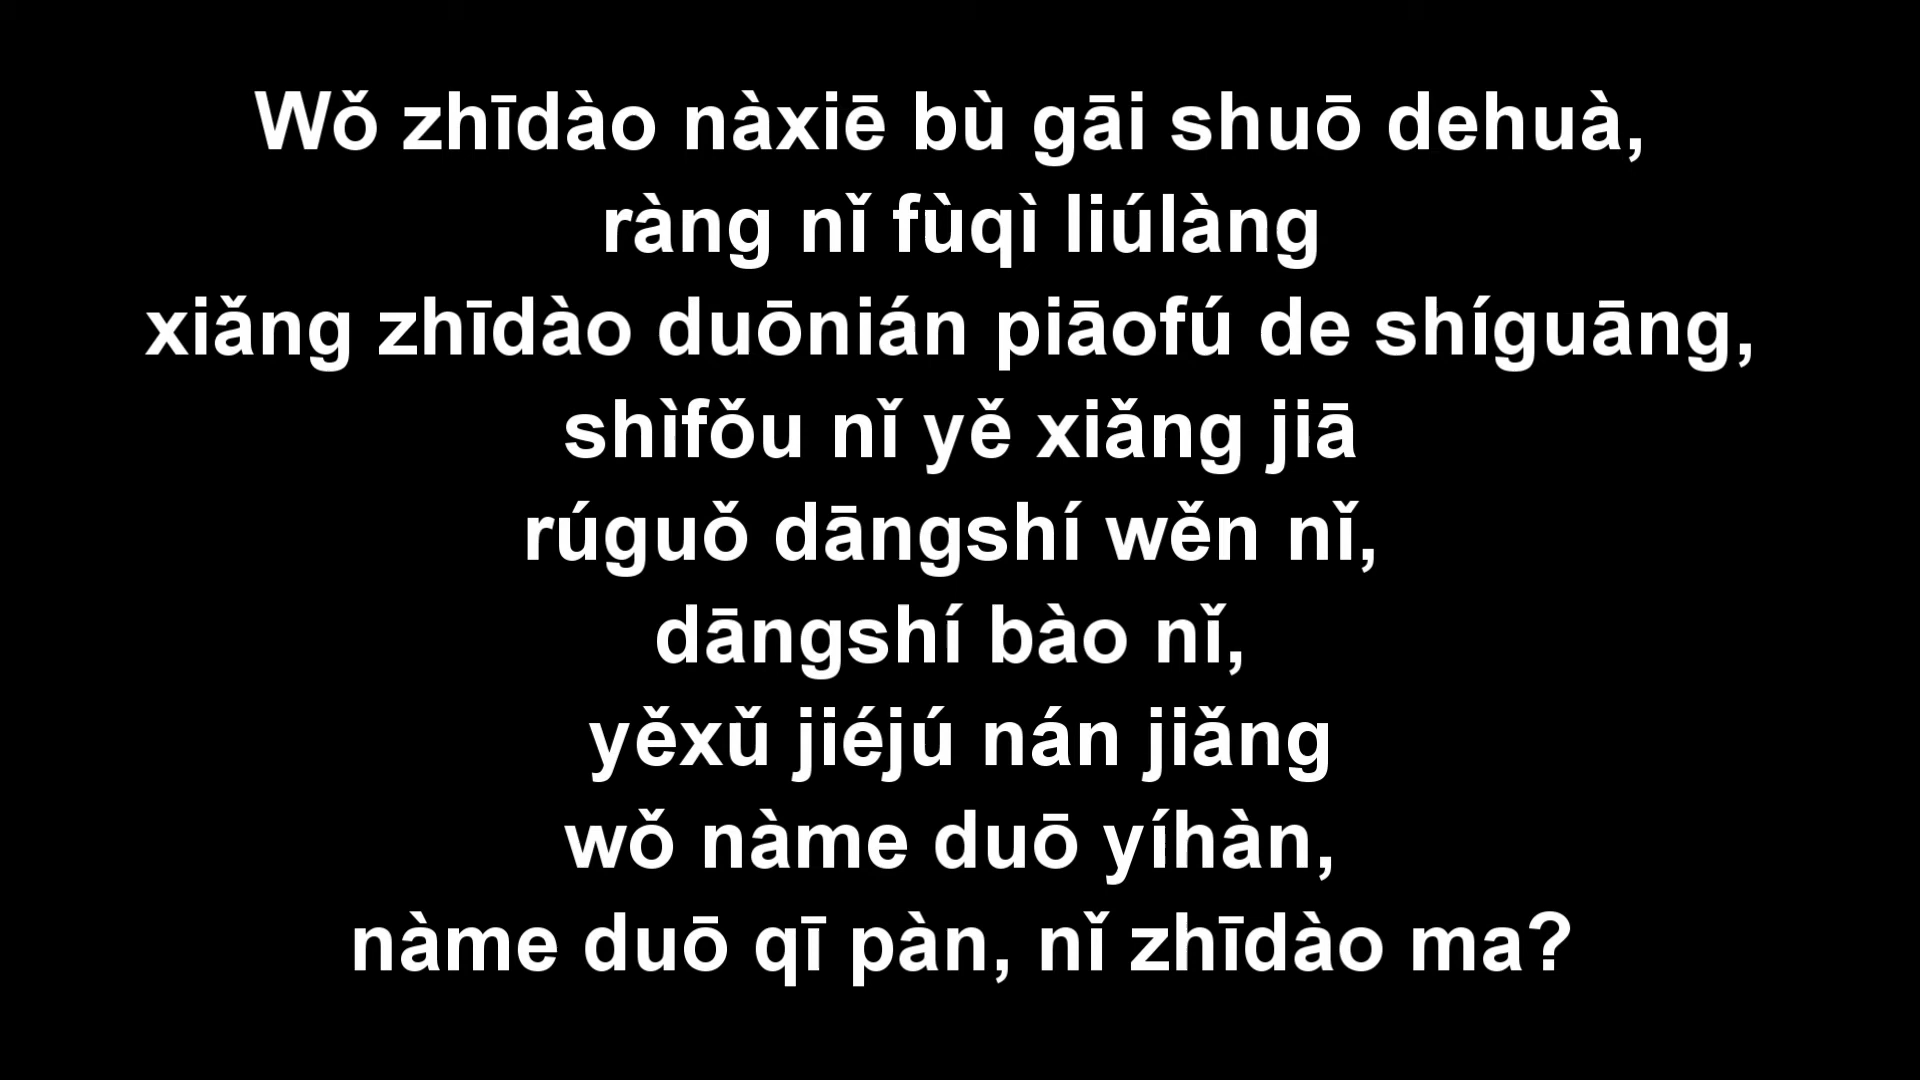 Wǒ zhīdào nàxiē bù gāi shuō dehuà,
ràng nǐ fùqì liúlàng
xiǎng zhīdào duōnián piāofú de shíguāng,
shìfǒu nǐ yě xiǎng jiā
rúguǒ dāngshí wěn nǐ,
dāngshí bào nǐ,
yěxǔ jiéjú nán jiǎng
wǒ nàme duō yíhàn,
nàme duō qī pàn, nǐ zhīdào ma?